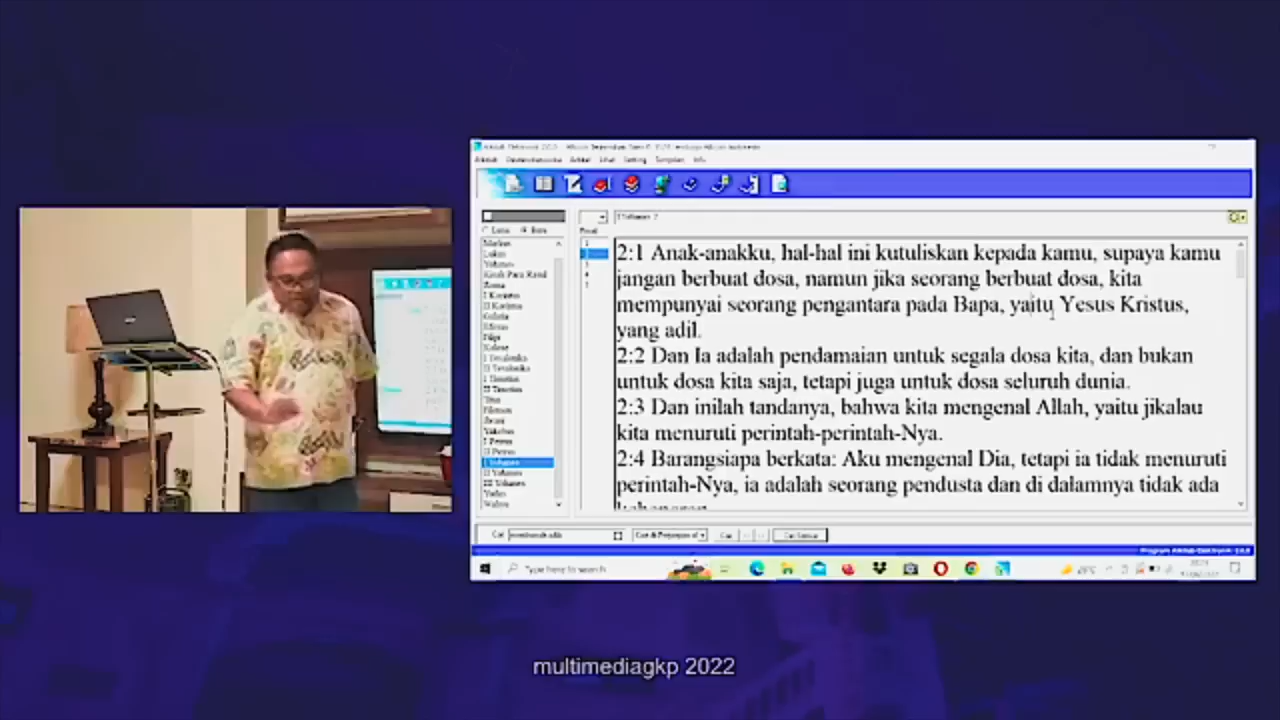 I Yohanes 2
Markus
Lukas
Yohanes
Kisah Para Rasul
Roma
I Korintus
II Korintus
Galatia
Efesus
Filipi
Kolose
I Tesalonika
II Tesalonika
I Timotius
II Timotius
Titus
Filemon
Ibrani
Yakobus
I Petrus
II Petrus
I Yohanes
II Yohanes
III Yohanes
Yudas
Wahyu
2:1 Anak-anakku, hal-hal ini kutuliskan kepada kamu, supaya kamu
jangan berbuat dosa, namun jika seorang berbuat dosa, kita
mempunyai seorang pengantara pada Bapa, yaitu Yesus Kristus,
yang adil.
2:2 Dan Ia adalah pendamaian untuk segala dosa kita, dan bukan
untuk dosa kita saja, tetapi juga untuk dosa seluruh dunia.
2:3 Dan inilah tandanya, bahwa kita mengenal Allah, yaitu jikalau
kita menuruti perintah-perintah-Nya.
2:4 Barangsiapa berkata: Aku mengenal Dia, tetapi ia tidak menuruti
perintah-Nya, ia adalah seorang pendusta dan di dalamnya tidak ada
Type here to search
multimediagkp 2022